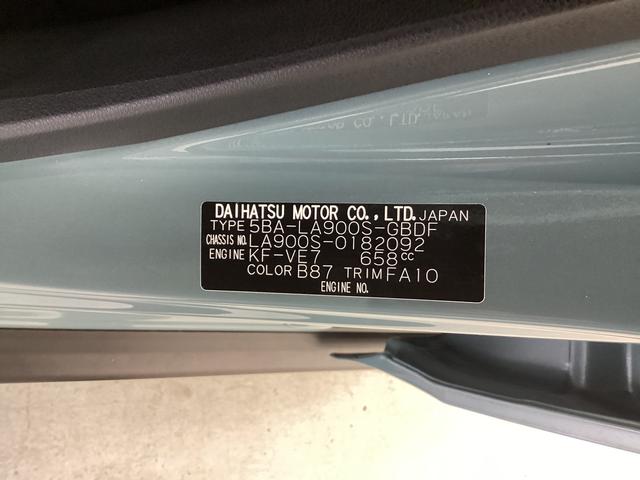 DAIHATSU MOTOR CO.,LTD.JAPAN
TYPE 5BA-LA900S-GBDF
CHASSIS NO. LA900S-0182092
ENGINE KF-VE7 658cc
COLOR B87 TRIM FA10
ENGINE NO.